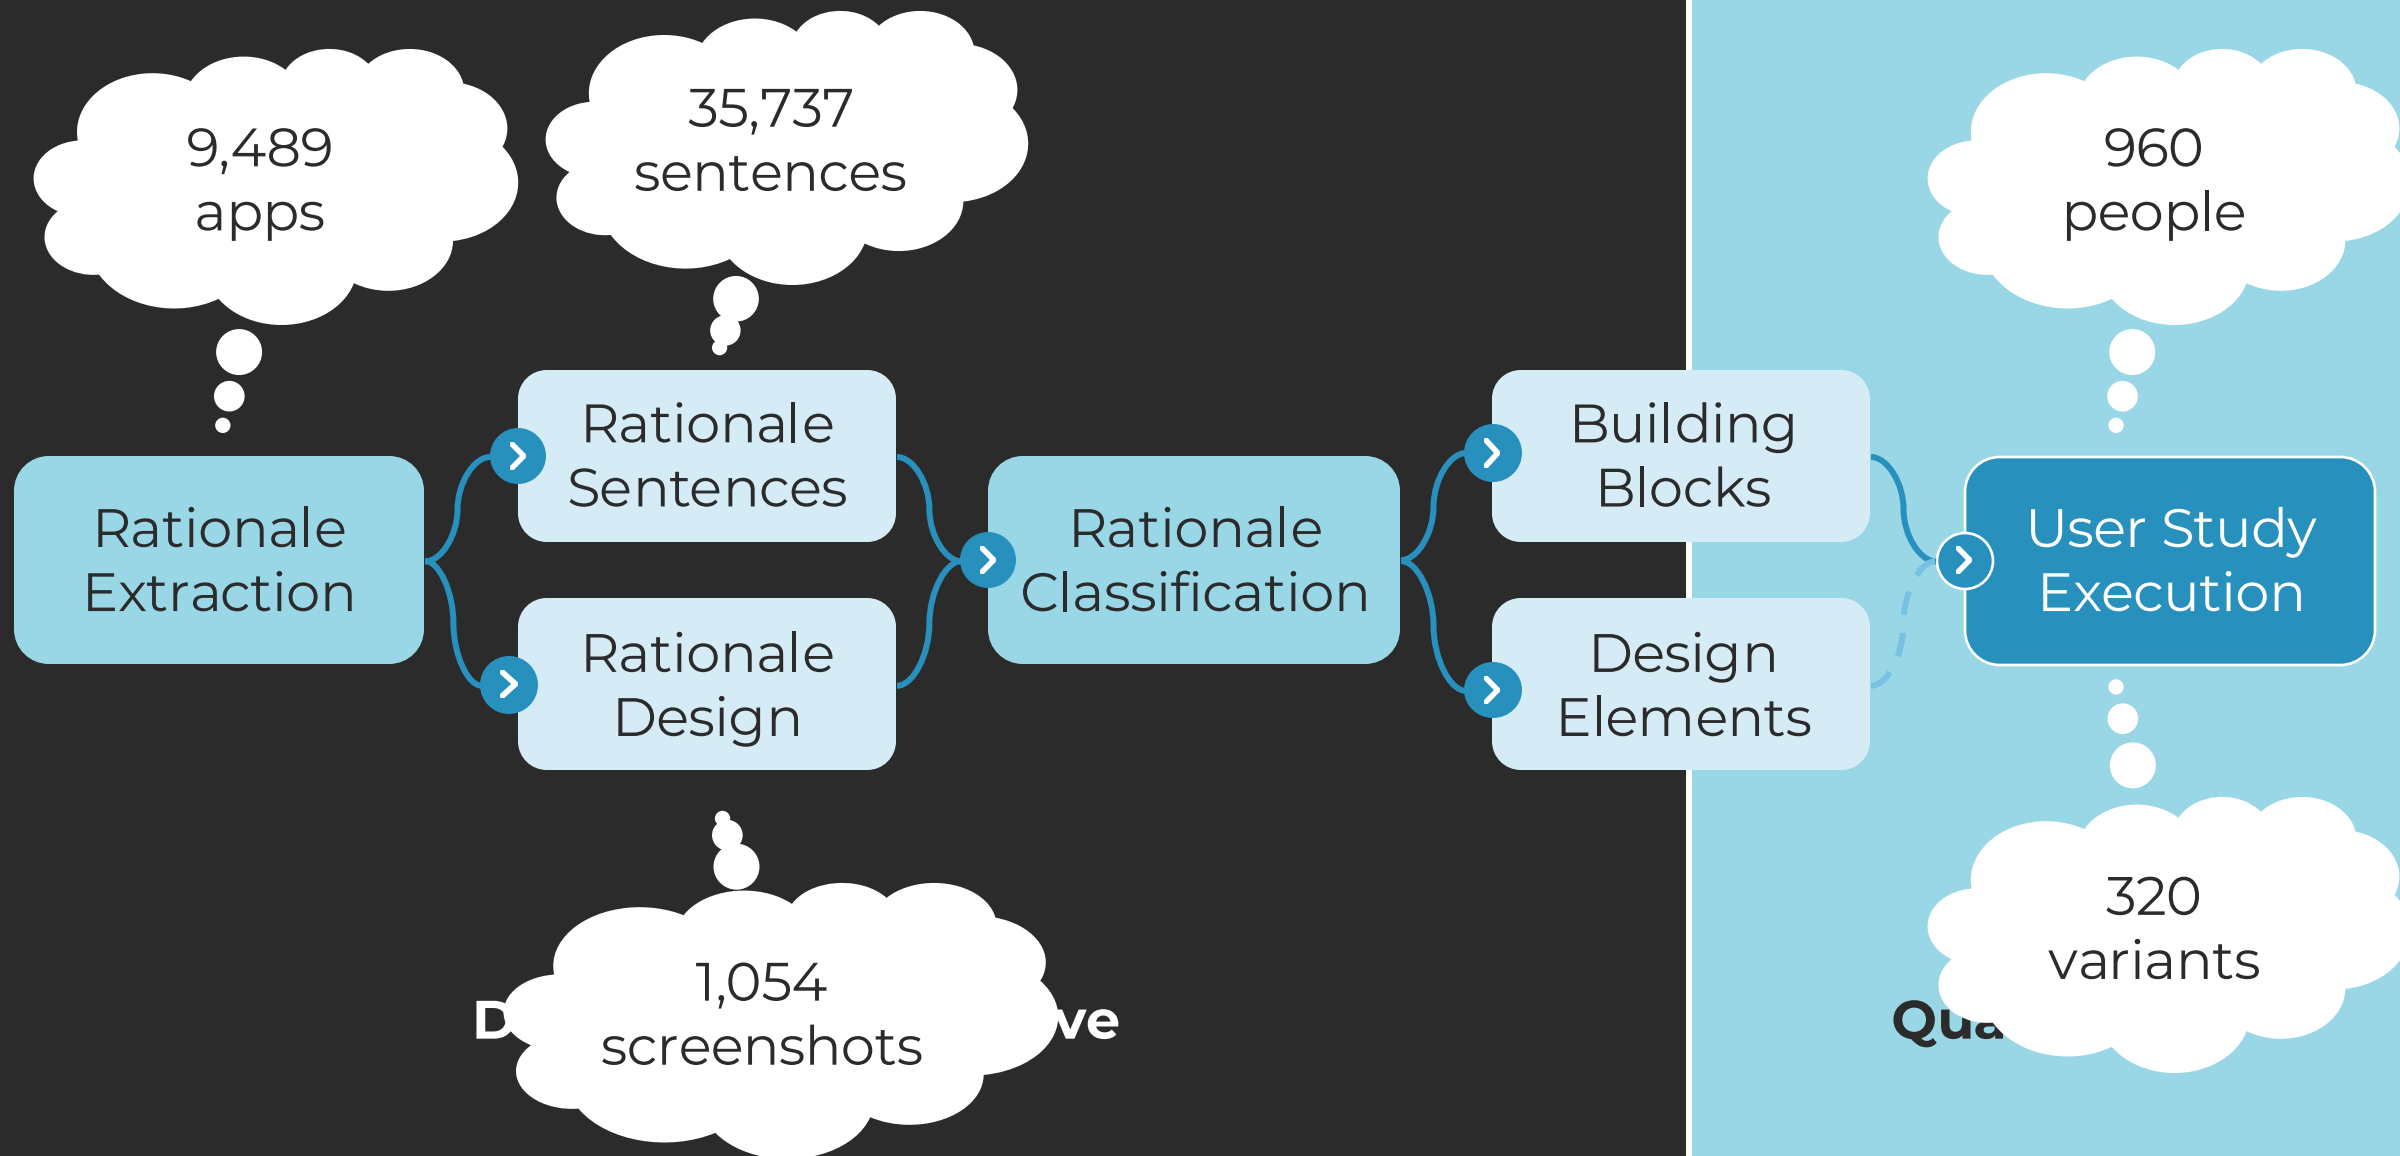 9,489
apps
35,737
sentences
960
people
Rationale
Extraction
Rationale
Sentences
Rationale
Design
Rationale
Classification
Building
Blocks
Design
Elements
User Study
Execution
1,054
screenshots
320
variants